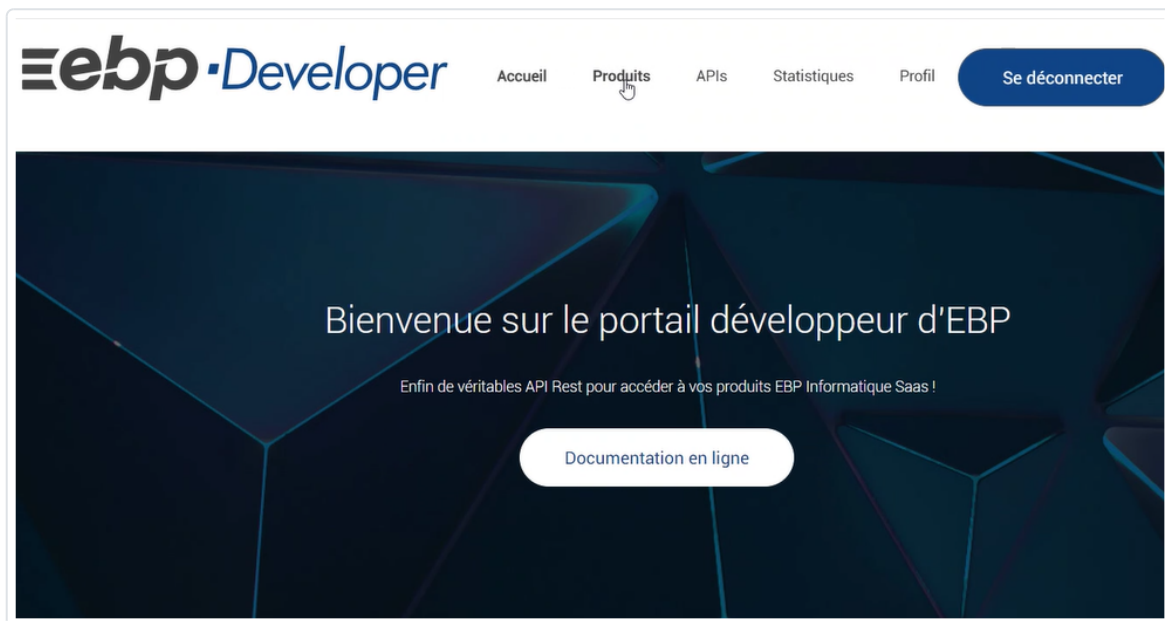 ebp·Developer
Accueil Produits APIs Statistiques Profil Se déconnecter
Bienvenue sur le portail développeur d'EBP
Enfin de véritables API Rest pour accéder à vos produits EBP Informatique Saas !
Documentation en ligne